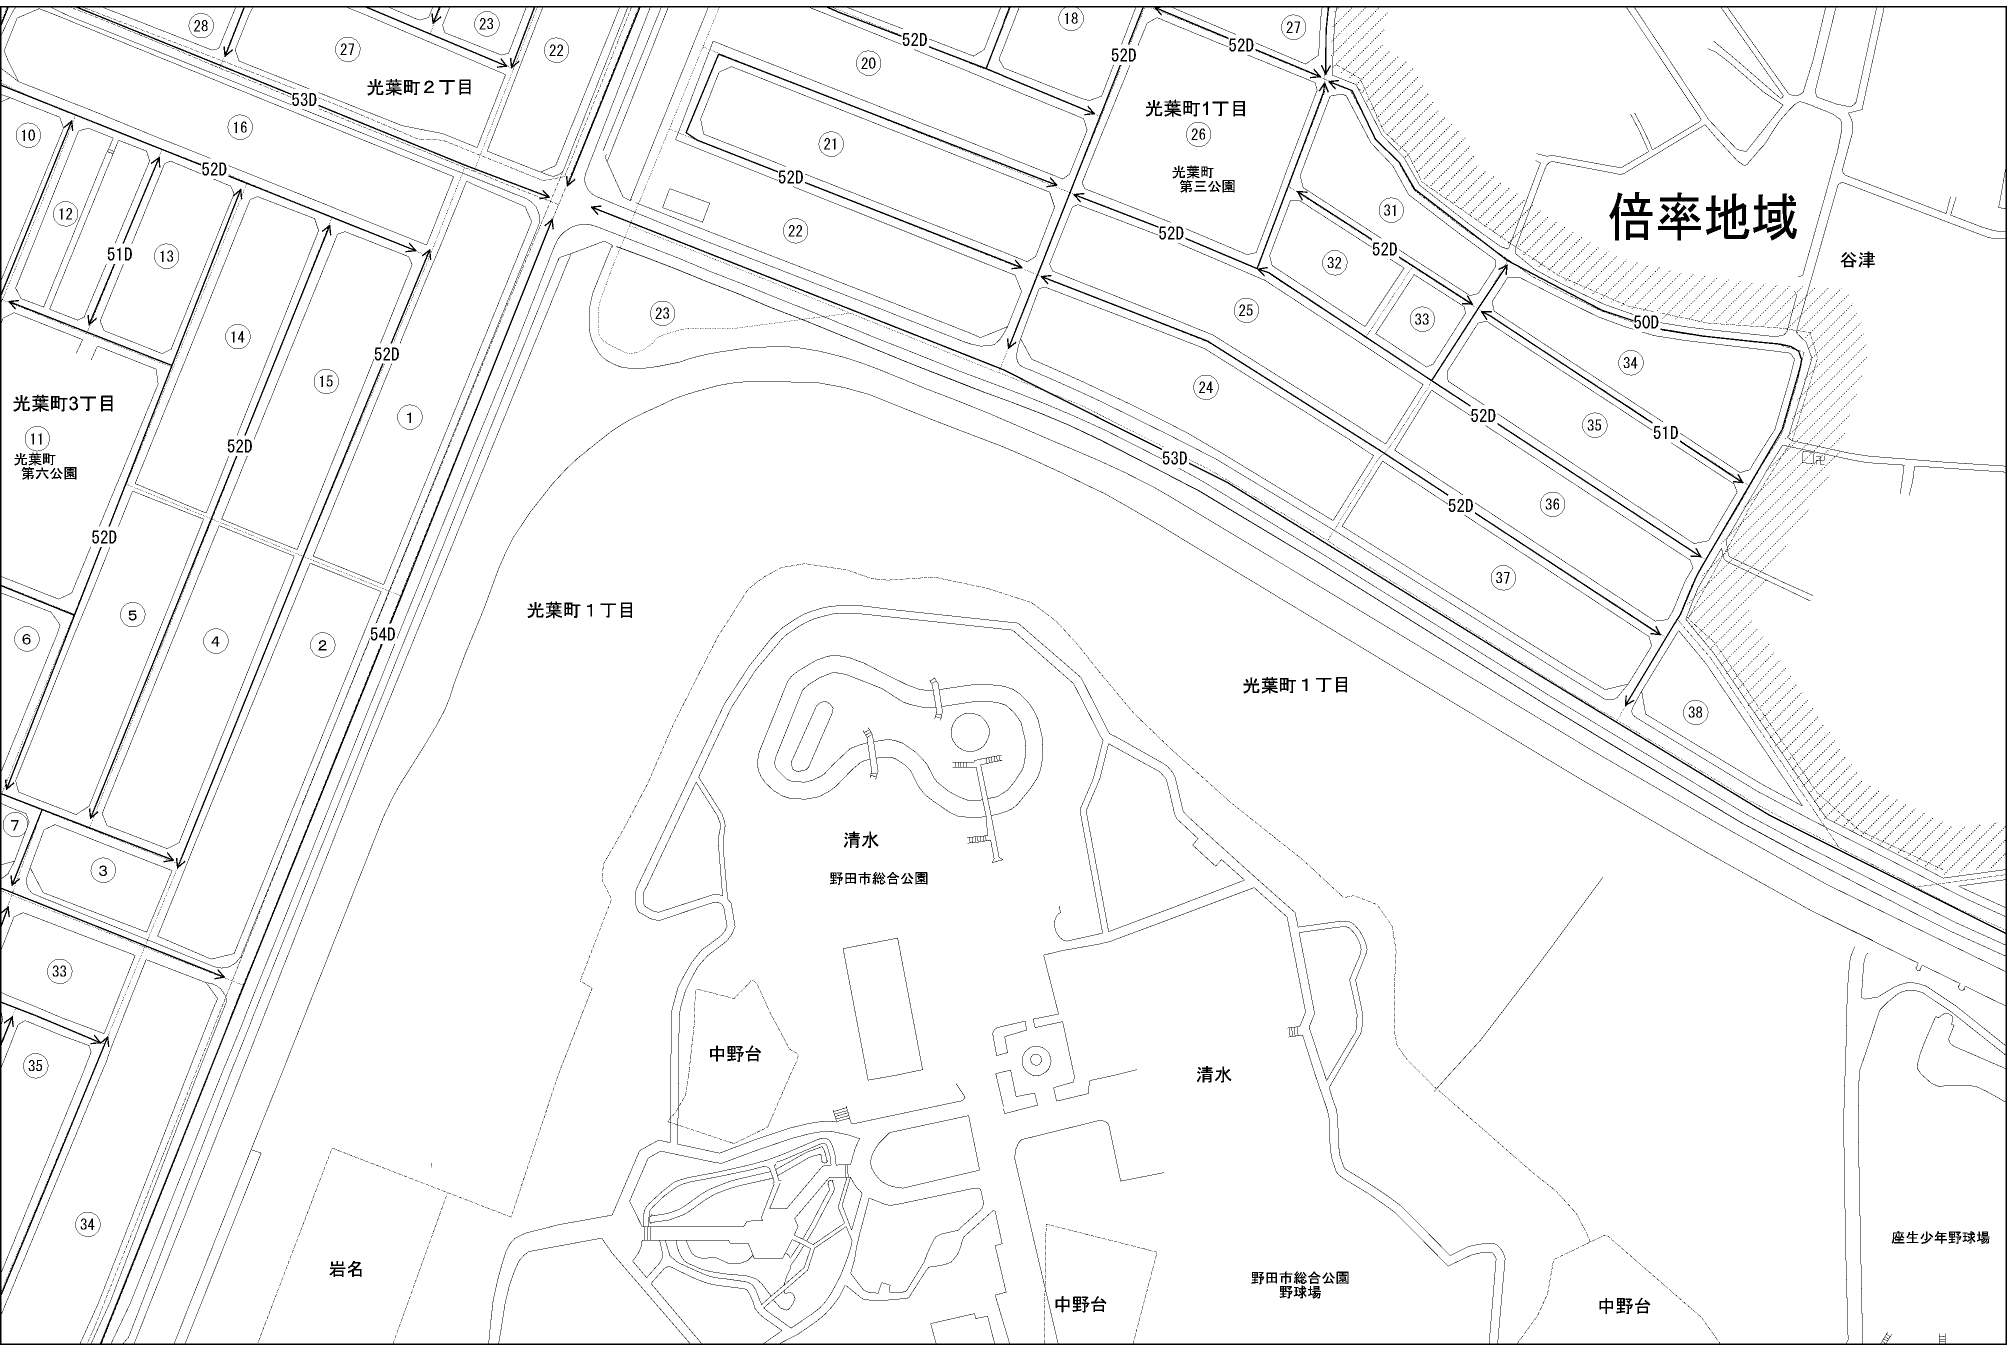 28
27
23
22
20
18
27
光葉町２丁目
53D
52D
52D
52D
光葉町1丁目
26
10
16
21
12
52D
52D
光葉町
第三公園
倍率地域
31
13
51D
22
52D
52D
32
谷津
14
23
25
33
50D
15
52D
24
34
光葉町3丁目
1
52D
35
51D
11
光葉町
第六公園
52D
53D
52D
36
52D
5
4
2
54D
光葉町１丁目
37
6
光葉町１丁目
38
7
3
清水
野田市総合公園
33
35
中野台
清水
34
岩名
中野台
野田市総合公園
野球場
中野台
座生少年野球場